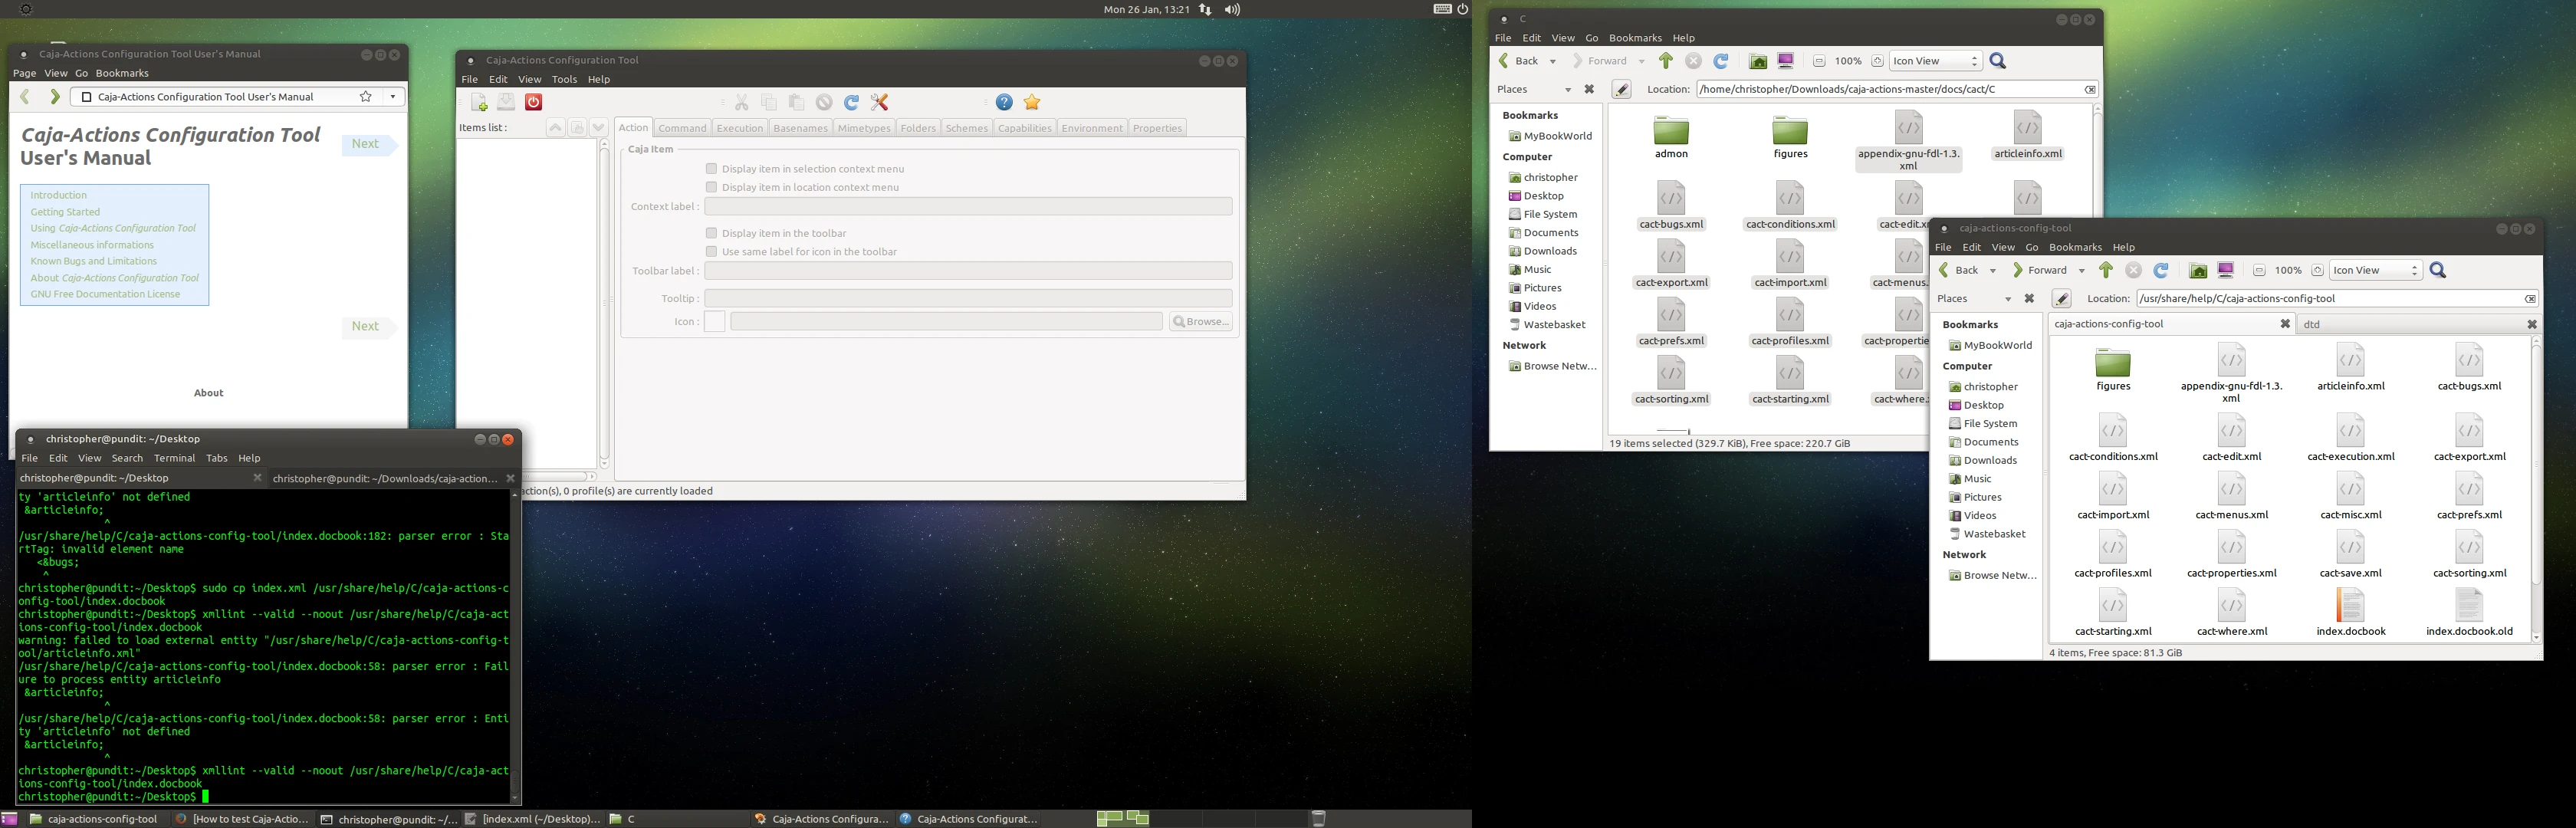 Mon 26 Jan, 13:21
Caja-Actions Configuration Tool User's Manual
Page View Go Bookmarks
Caja-Actions Configuration Tool User's Manual
Caja-Actions Configuration Tool
User's Manual
Next
Introduction
Getting Started
Using Caja-Actions Configuration Tool
Miscellaneous informations
Known Bugs and Limitations
About Caja-Actions Configuration Tool
GNU Free Documentation License
Next
About
Caja-Actions Configuration Tool
File Edit View Tools Help
Items list :
Action Command Execution Basenames Mimetypes Folders Schemes Capabilities Environment Properties
Caja Item
Display item in selection context menu
Display item in location context menu
Context label :
Display item in the toolbar
Use same label for icon in the toolbar
Toolbar label :
Tooltip :
Icon :
Browse...
action(s), 0 profile(s) are currently loaded
christopher@pundit: ~/Desktop
File Edit View Search Terminal Tabs Help
christopher@pundit: ~/Desktop
christopher@pundit: ~/Downloads/caja-action...
ty 'articleinfo' not defined
&articleinfo;
^
/usr/share/help/C/caja-actions-config-tool/index.docbook:182: parser error : Sta
rtTag: invalid element name
<&bugs;
^
christopher@pundit:~/Desktop$ sudo cp index.xml /usr/share/help/C/caja-actions-c
onfig-tool/index.docbook
christopher@pundit:~/Desktop$ xmllint --valid --noout /usr/share/help/C/caja-act
ions-config-tool/index.docbook
warning: failed to load external entity "/usr/share/help/C/caja-actions-config-t
ool/articleinfo.xml"
/usr/share/help/C/caja-actions-config-tool/index.docbook:58: parser error : Fail
ure to process entity articleinfo
&articleinfo;
^
/usr/share/help/C/caja-actions-config-tool/index.docbook:58: parser error : Enti
ty 'articleinfo' not defined
&articleinfo;
^
christopher@pundit:~/Desktop$ xmllint --valid --noout /usr/share/help/C/caja-act
ions-config-tool/index.docbook
christopher@pundit:~/Desktop$
caja-actions-config-tool
[How to test Caja-Actio...
christopher@pundit: ~/...
[index.xml (~/Desktop)...
C
Caja-Actions Configura...
Caja-Actions Configurat...
C
File Edit View Go Bookmarks Help
Back Forward 100% Icon View
Places
Location: /home/christopher/Downloads/caja-actions-master/docs/cact/C
Bookmarks
MyBookWorld
Computer
christopher
Desktop
File System
Documents
Downloads
Music
Pictures
Videos
Wastebasket
Network
Browse Netw...
admon
figures
appendix-gnu-fdl-1.3.
xml
articleinfo.xml
cact-bugs.xml
cact-conditions.xml
cact-edit.x
cact-export.xml
cact-import.xml
cact-menus.
cact-prefs.xml
cact-profiles.xml
cact-propertie
cact-sorting.xml
cact-starting.xml
cact-where.
19 items selected (329.7 KiB), Free space: 220.7 GiB
caja-actions-config-tool
File Edit View Go Bookmarks Help
Back Forward 100% Icon View
Places
Location: /usr/share/help/C/caja-actions-config-tool
Bookmarks
MyBookWorld
Computer
christopher
Desktop
File System
Documents
Downloads
Music
Pictures
Videos
Wastebasket
Network
Browse Netw...
caja-actions-config-tool
dtd
figures
appendix-gnu-fdl-1.3.
xml
articleinfo.xml
cact-bugs.xml
cact-conditions.xml
cact-edit.xml
cact-execution.xml
cact-export.xml
cact-import.xml
cact-menus.xml
cact-misc.xml
cact-prefs.xml
cact-profiles.xml
cact-properties.xml
cact-save.xml
cact-sorting.xml
cact-starting.xml
cact-where.xml
index.docbook
index.docbook.old
4 items, Free space: 81.3 GiB